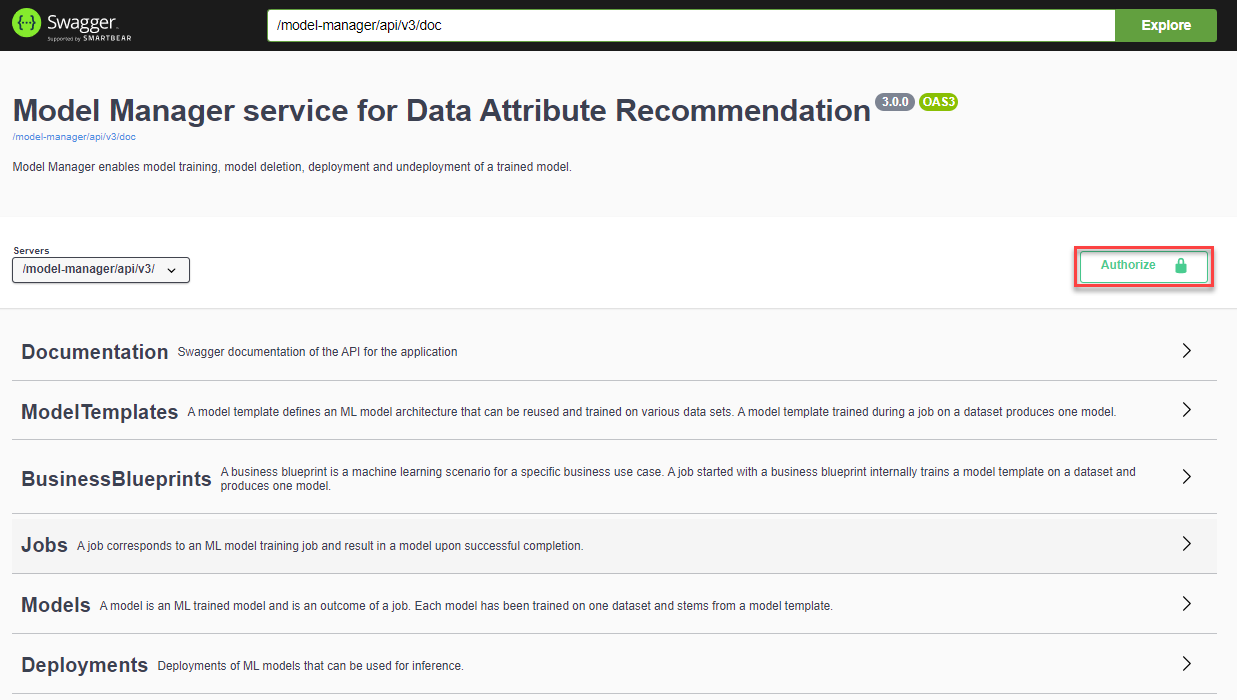 Swagger.
Supported by SMARTBEAR
/model-manager/api/v3/doc
Explore
Model Manager service for Data Attribute Recommendation 3.0.0 OAS3
/model-manager/api/v3/doc
Model Manager enables model training, model deletion, deployment and undeployment of a trained model.
Servers
/model-manager/api/v3/
Authorize
Documentation Swagger documentation of the API for the application
ModelTemplates A model template defines an ML model architecture that can be reused and trained on various data sets. A model template trained during a job on a dataset produces one model.
BusinessBlueprints A business blueprint is a machine learning scenario for a specific business use case. A job started with a business blueprint internally trains a model template on a dataset and
produces one model.
Jobs A job corresponds to an ML model training job and result in a model upon successful completion.
Models A model is an ML trained model and is an outcome of a job. Each model has been trained on one dataset and stems from a model template.
Deployments Deployments of ML models that can be used for inference.